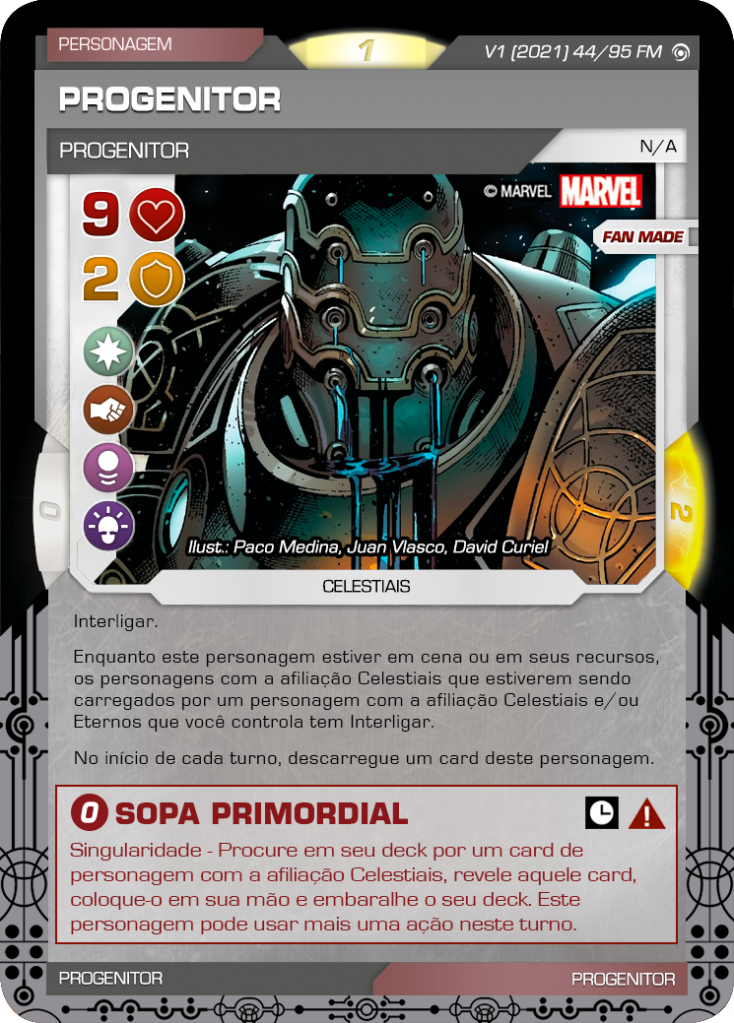 PERSONAGEM
1
V1 (2021) 44/95 FM
PROGENITOR
PROGENITOR
N/A
© MARVEL MARVEL
9
FAN MADE
2
0
2
Ilust.: Paco Medina, Juan Vlasco, David Curiel
CELESTIAIS
Interligar.
Enquanto este personagem estiver em cena ou em seus recursos,
os personagens com a afiliação Celestiais que estiverem sendo
carregados por um personagem com a afiliação Celestiais e/ou
Eternos que você controla tem Interligar.
No início de cada turno, descarregue um card deste personagem.
0 SOPA PRIMORDIAL
Singularidade - Procure em seu deck por um card de
personagem com a afiliação Celestiais, revele aquele card,
coloque-o em sua mão e embaralhe o seu deck. Este
personagem pode usar mais uma ação neste turno.
PROGENITOR
PROGENITOR